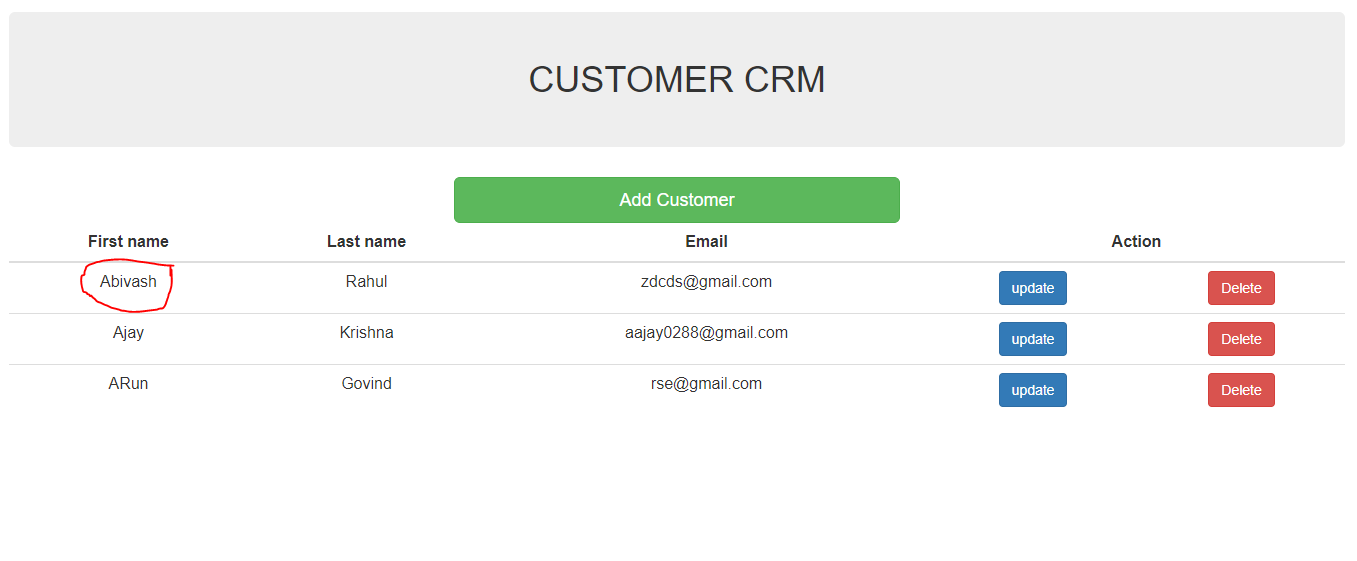 CUSTOMER CRM
Add Customer
First name Last name Email Action
Abivash Rahul zdcds@gmail.com update Delete
Ajay Krishna aajay0288@gmail.com update Delete
ARun Govind rse@gmail.com update Delete